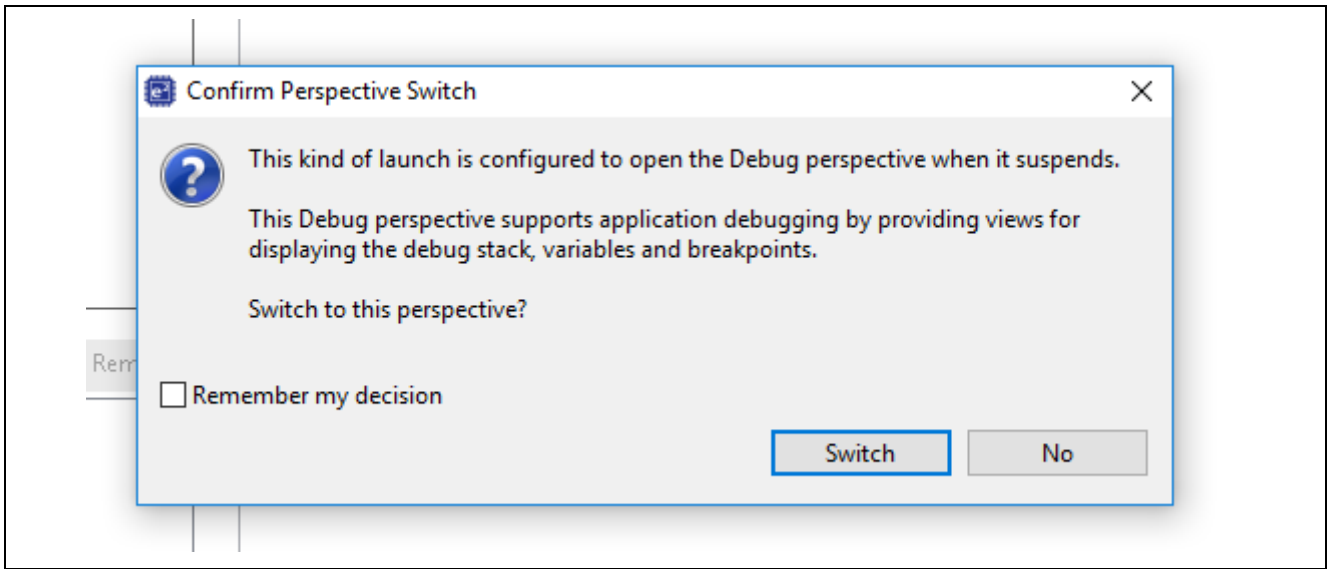 Confirm Perspective Switch
This kind of launch is configured to open the Debug perspective when it suspends.
This Debug perspective supports application debugging by providing views for
displaying the debug stack, variables and breakpoints.
Switch to this perspective?
Rem
Remember my decision
Switch
No